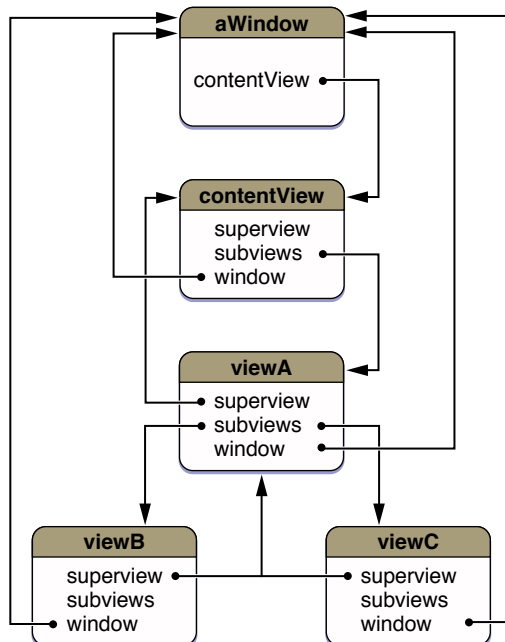 aWindow
contentView
contentView
superview
subviews
window
viewA
superview
subviews
window
viewB
superview
subviews
window
viewC
superview
subviews
window